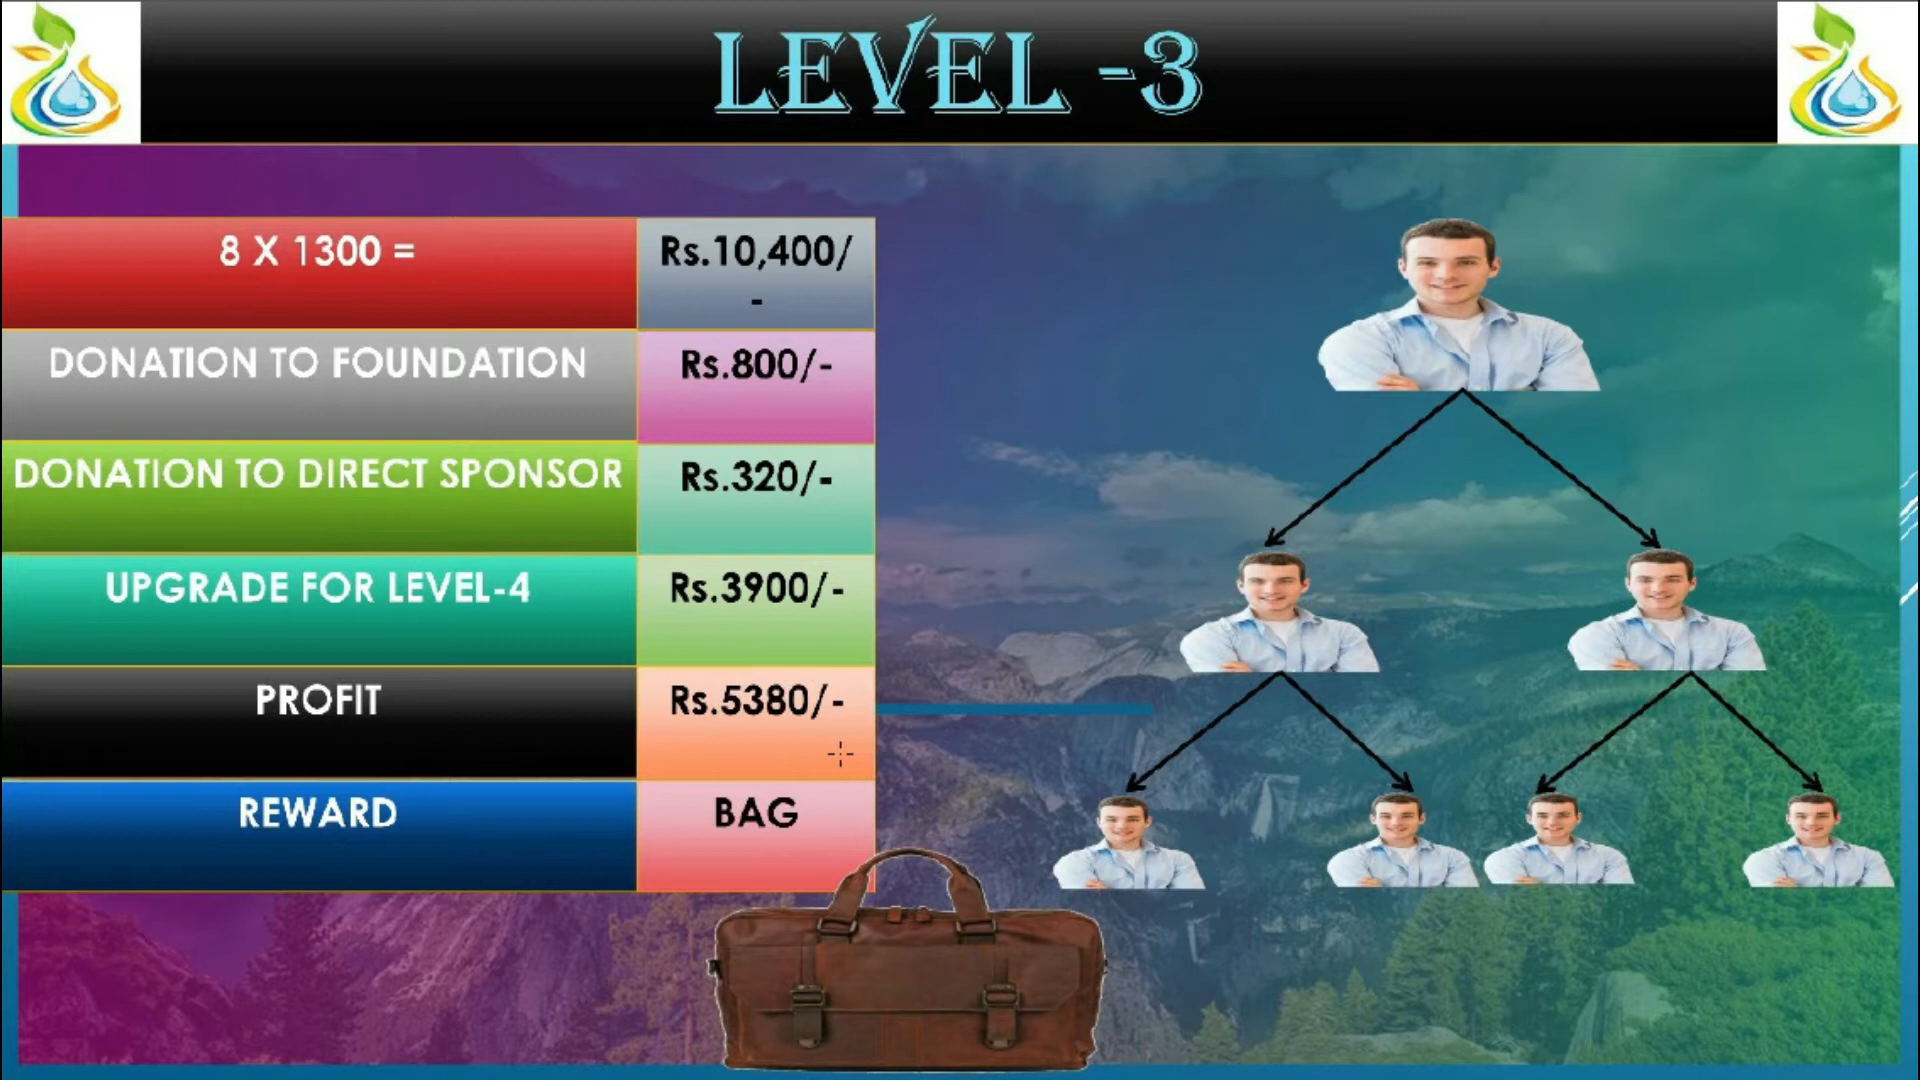 LEVEL -3
8 X 1300 =
Rs.10,400/
-
DONATION TO FOUNDATION
Rs.800/-
DONATION TO DIRECT SPONSOR
Rs.320/-
UPGRADE FOR LEVEL-4
Rs.3900/-
PROFIT
Rs.5380/-
REWARD
BAG